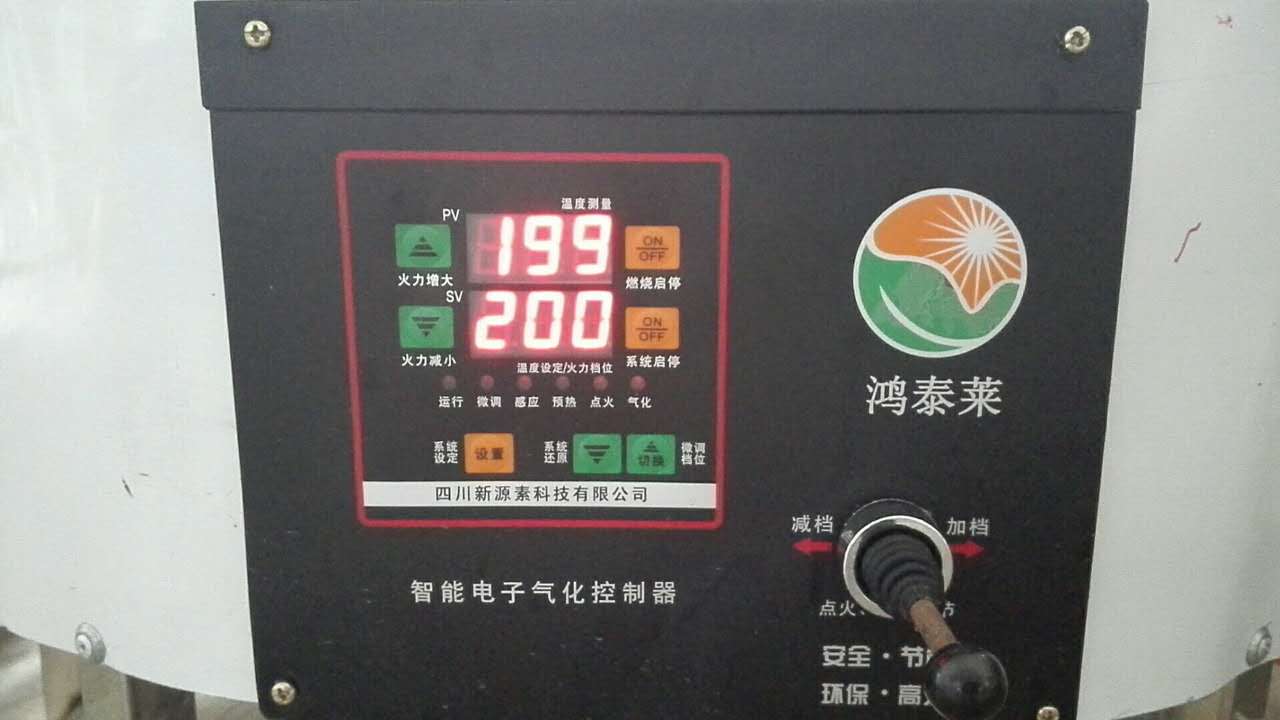 温度测量
PV
199
ON
OFF
火力增大
燃烧启停
SV
200
ON
OFF
火力减小
系统启停
温度设定/火力档位
运行 微调 感应 预热 点火 气化
系统
设定
设置
系统
还原
切换
微调
档位
四川新源素科技有限公司
智能电子气化控制器
鸿泰莱
减档
加档
点火、
节
安全·节
环保·高